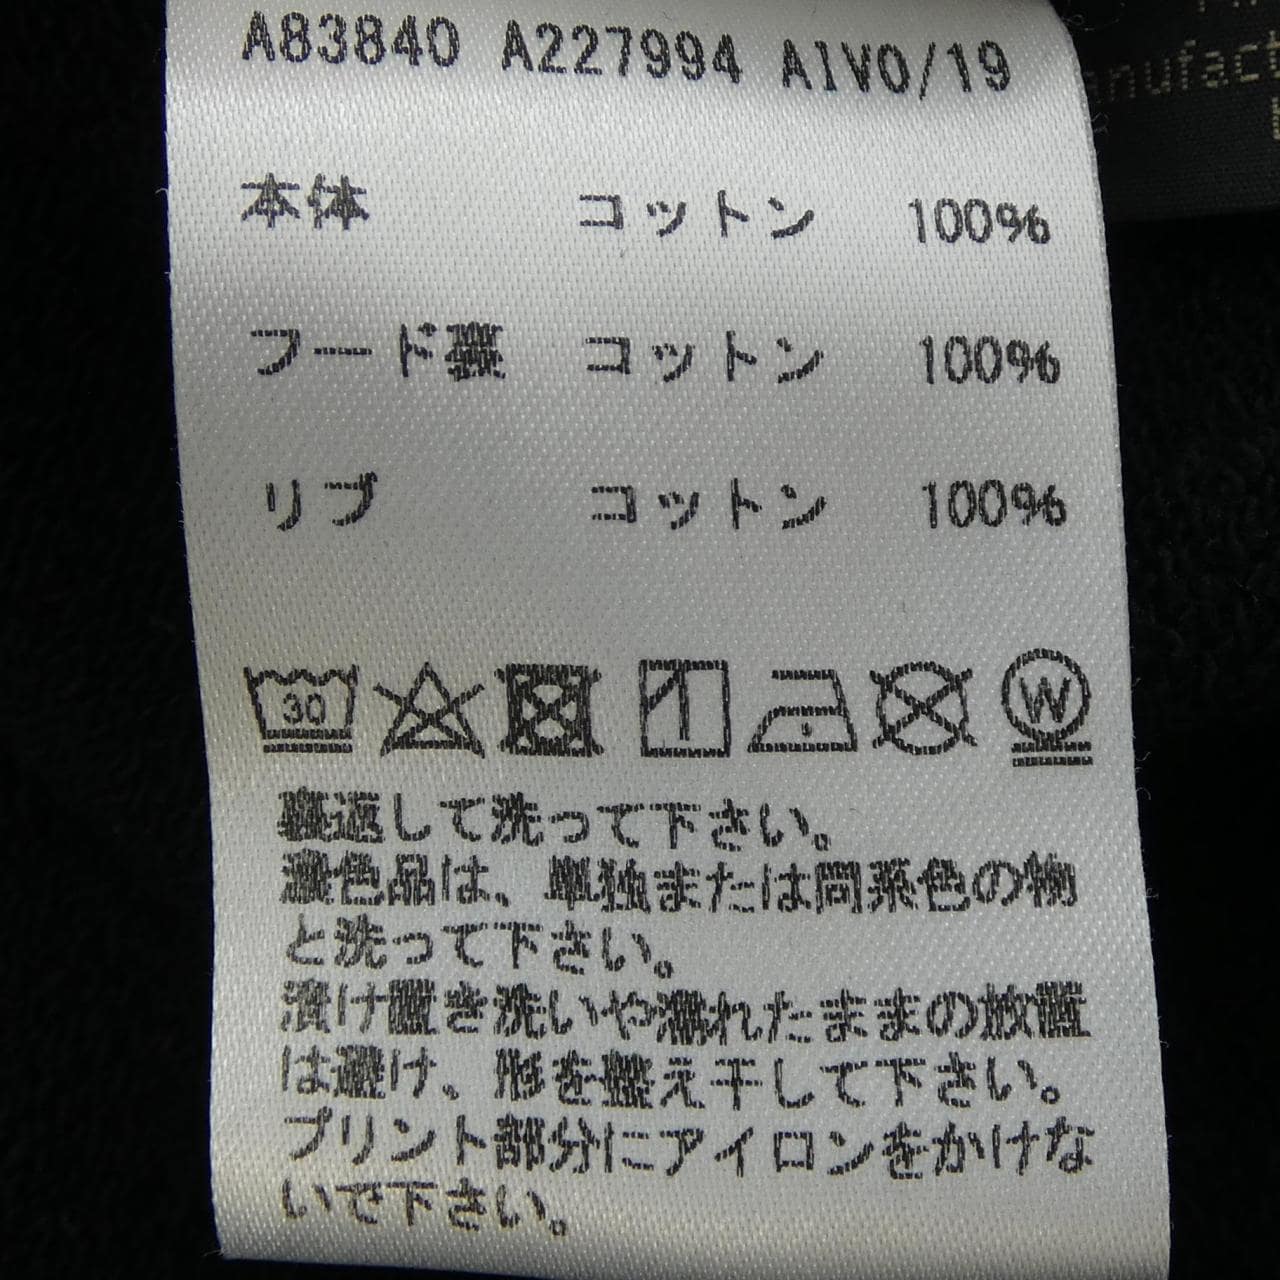 A83840 A227994 AIVO/19
anufact
本体 コットン 100%
フード裏 コットン 100%
リブ コットン 100%
30 W
裏返して洗って下さい。
濃色品は、単独または同系色の物
と洗って下さい。
漬け置き洗いや濡れたままの放置
は避け、形を整え干して下さい。
プリント部分にアイロンをかけな
いで下さい。